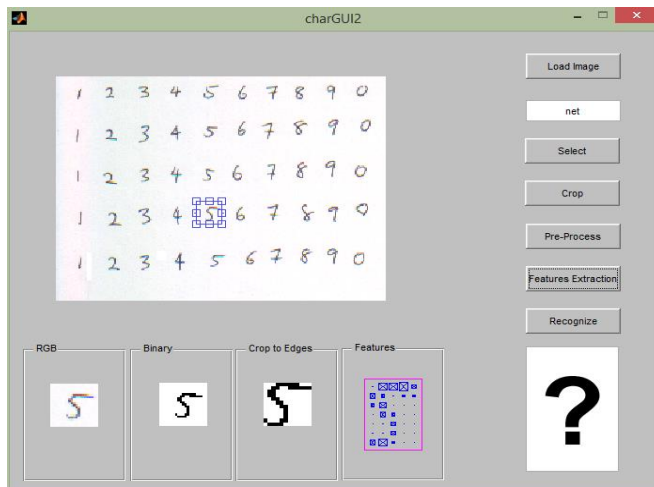 charGUI2
Load Image
net
Select
Crop
Pre-Process
Features Extraction
Recognize
1 2 3 4 5 6 7 8 9 0
1 2 3 4 5 6 7 8 9 0
1 2 3 4 5 6 7 8 9 0
1 2 3 4 5 6 7 8 9 0
1 2 3 4 5 6 7 8 9 0
RGB
Binary
Crop to Edges
Features
5
5
5
?